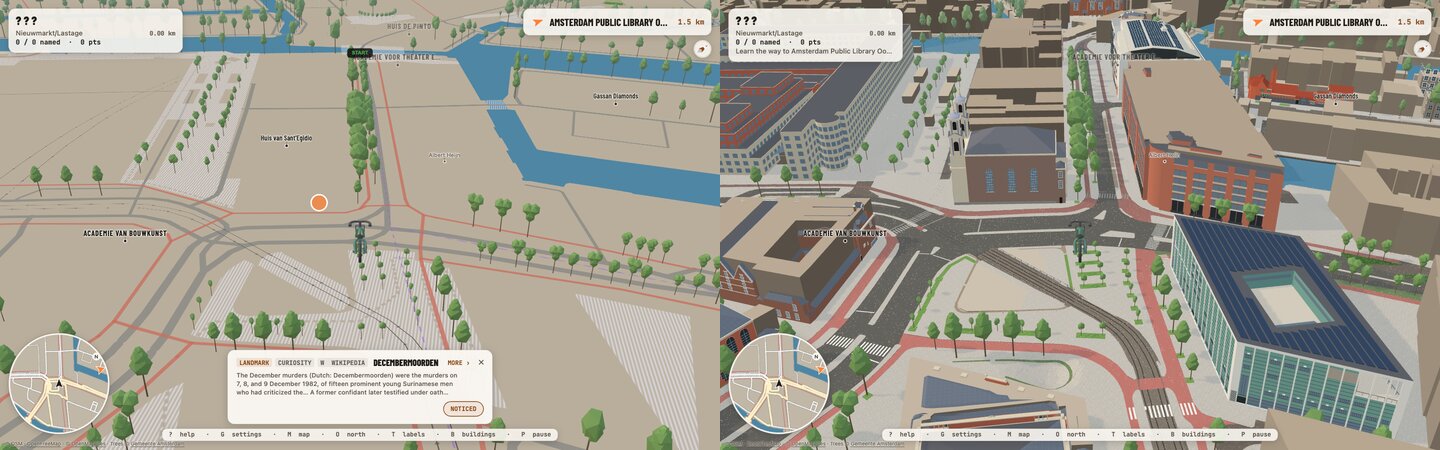 ???
Nieuwmarkt/Lastage 0.00 km
0 / 0 named · 0 pts
AMSTERDAM PUBLIC LIBRARY O... 1.5 km
HUIS DE PINTO
START
ACADEMIE VOOR THEATER E
Gassan Diamonds
Huis van Sant'Egidio
Albert Heijn
ACADEMIE VAN BOUWKUNST
N
LANDMARK CURIOSITY W WIKIPEDIA DECEMBERMOORDEN MORE › ✕
The December murders (Dutch: Decembermoorden) were the murders on
7, 8, and 9 December 1982, of fifteen prominent young Surinamese men
who had criticized the... A former confidant later testified under oath...
NOTICED
? help · G settings · M map · O north · T labels · B buildings · P pause
???
Nieuwmarkt/Lastage 0.00 km
0 / 0 named · 0 pts
Learn the way to Amsterdam Public Library Oo...
AMSTERDAM PUBLIC LIBRARY O... 1.5 km
ACADEMIE VOOR THEATER E
Gassan Diamonds
Albert Heijn
ACADEMIE VAN BOUWKUNST
N
? help · G settings · M map · O north · T labels · B buildings · P pause